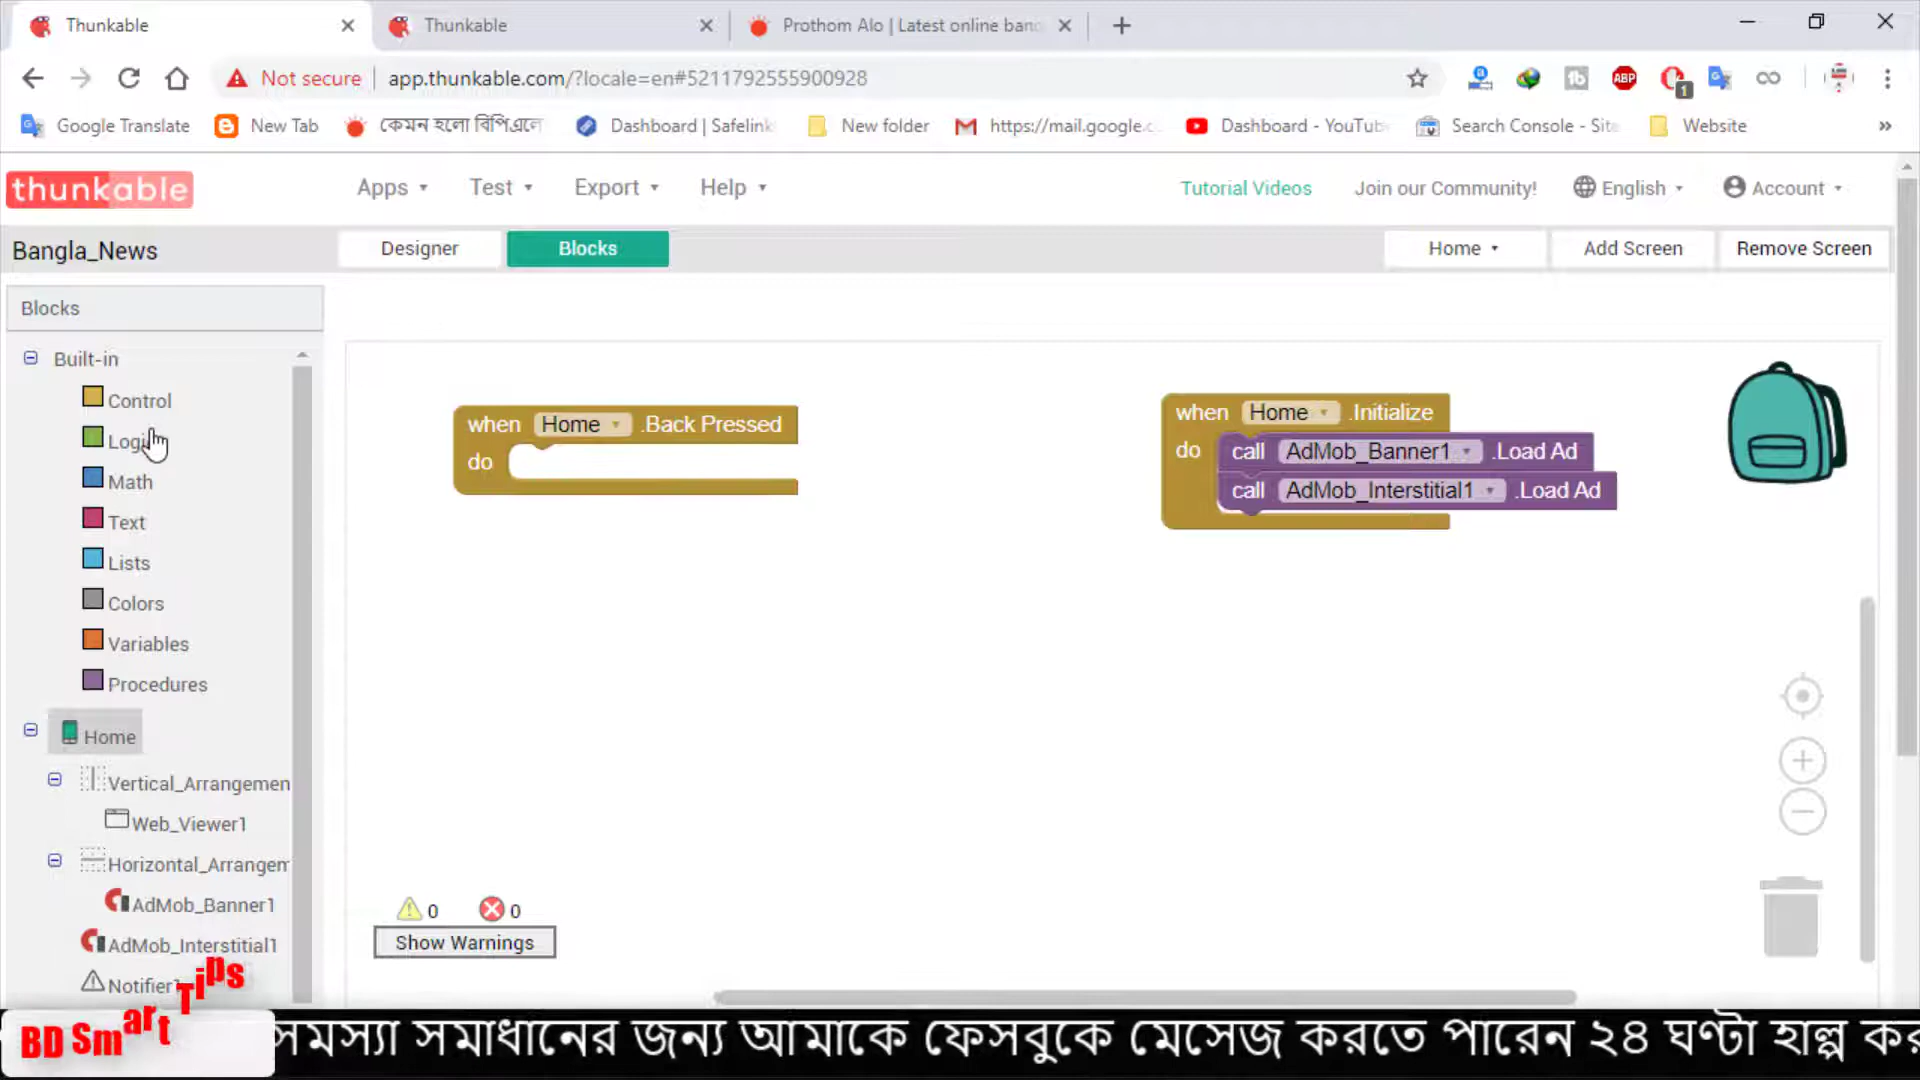 Thunkable
Thunkable
Prothom Alo | Latest online bang
Not secure
app.thunkable.com/?locale=en#5211792555900928
ABP
1
Google Translate
New Tab
কেমন হলো বিপিএলে
Dashboard | Safelink
New folder
https://mail.google.c
Dashboard - YouTub
Search Console - Site
Website
»
thunkable
Apps
Test
Export
Help
Tutorial Videos
Join our Community!
English
Account
Bangla_News
Designer
Blocks
Home
Add Screen
Remove Screen
Blocks
Built-in
Control
Logi
Math
Text
Lists
Colors
Variables
Procedures
Home
Vertical_Arrangemen
Web_Viewer1
Horizontal_Arrangem
AdMob_Banner1
AdMob_Interstitial1
Notifier
when Home .Back Pressed
do
when Home .Initialize
do call AdMob_Banner1 .Load Ad
call AdMob_Interstitial1 .Load Ad
0 0
Show Warnings
BD Smart Tips
সমস্যা সমাধানের জন্য আমাকে ফেসবুকে মেসেজ করতে পারেন ২৪ ঘণ্টা হাল্প কর